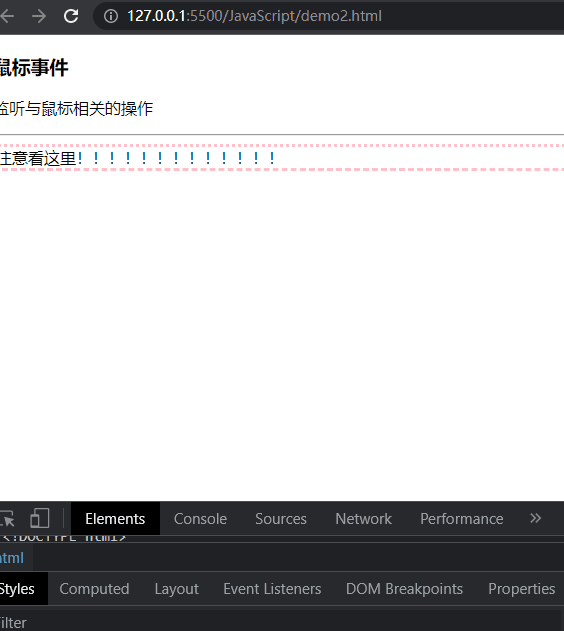 127.0.0.1:5500/JavaScript/demo2.html
鼠标事件
监听与鼠标相关的操作
注意看这里！！！！！！！！！！！！！
Elements Console Sources Network Performance
<!DOCTYPE html>
html
Styles Computed Layout Event Listeners DOM Breakpoints Properties
Filter